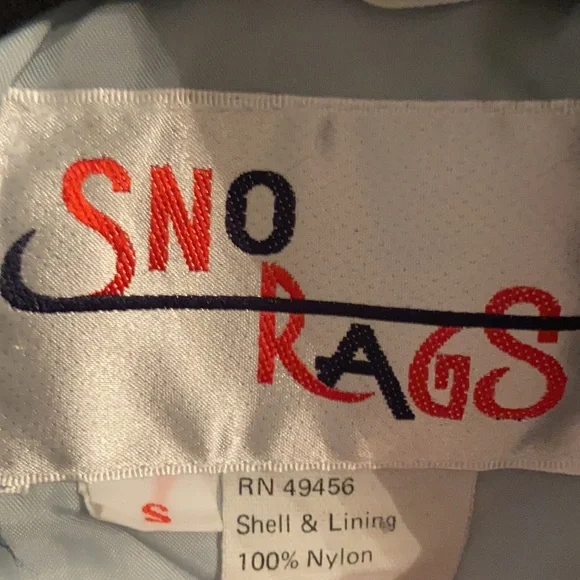 SNO
RAGS
S
RN 49456
Shell & Lining
100% Nylon